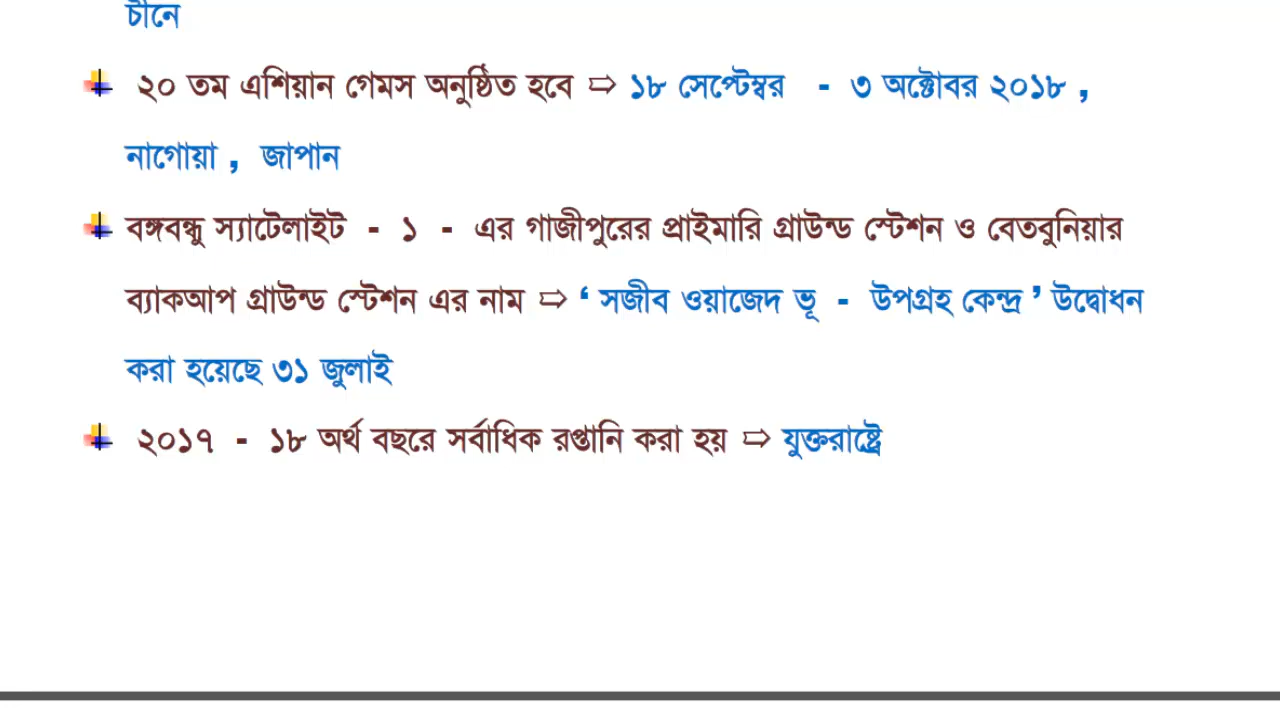 চীনে
২০ তম এশিয়ান গেমস অনুষ্ঠিত হবে ⇨ ১৮ সেপ্টেম্বর - ৩ অক্টোবর ২০১৮ ,
নাগোয়া , জাপান
বঙ্গবন্ধু স্যাটেলাইট - ১ - এর গাজীপুরের প্রাইমারি গ্রাউন্ড স্টেশন ও বেতবুনিয়ার
ব্যাকআপ গ্রাউন্ড স্টেশন এর নাম ⇨ ‘ সজীব ওয়াজেদ ভূ - উপগ্রহ কেন্দ্র ’ উদ্বোধন
করা হয়েছে ৩১ জুলাই
২০১৭ - ১৮ অর্থ বছরে সর্বাধিক রপ্তানি করা হয় ⇨ যুক্তরাষ্ট্রে